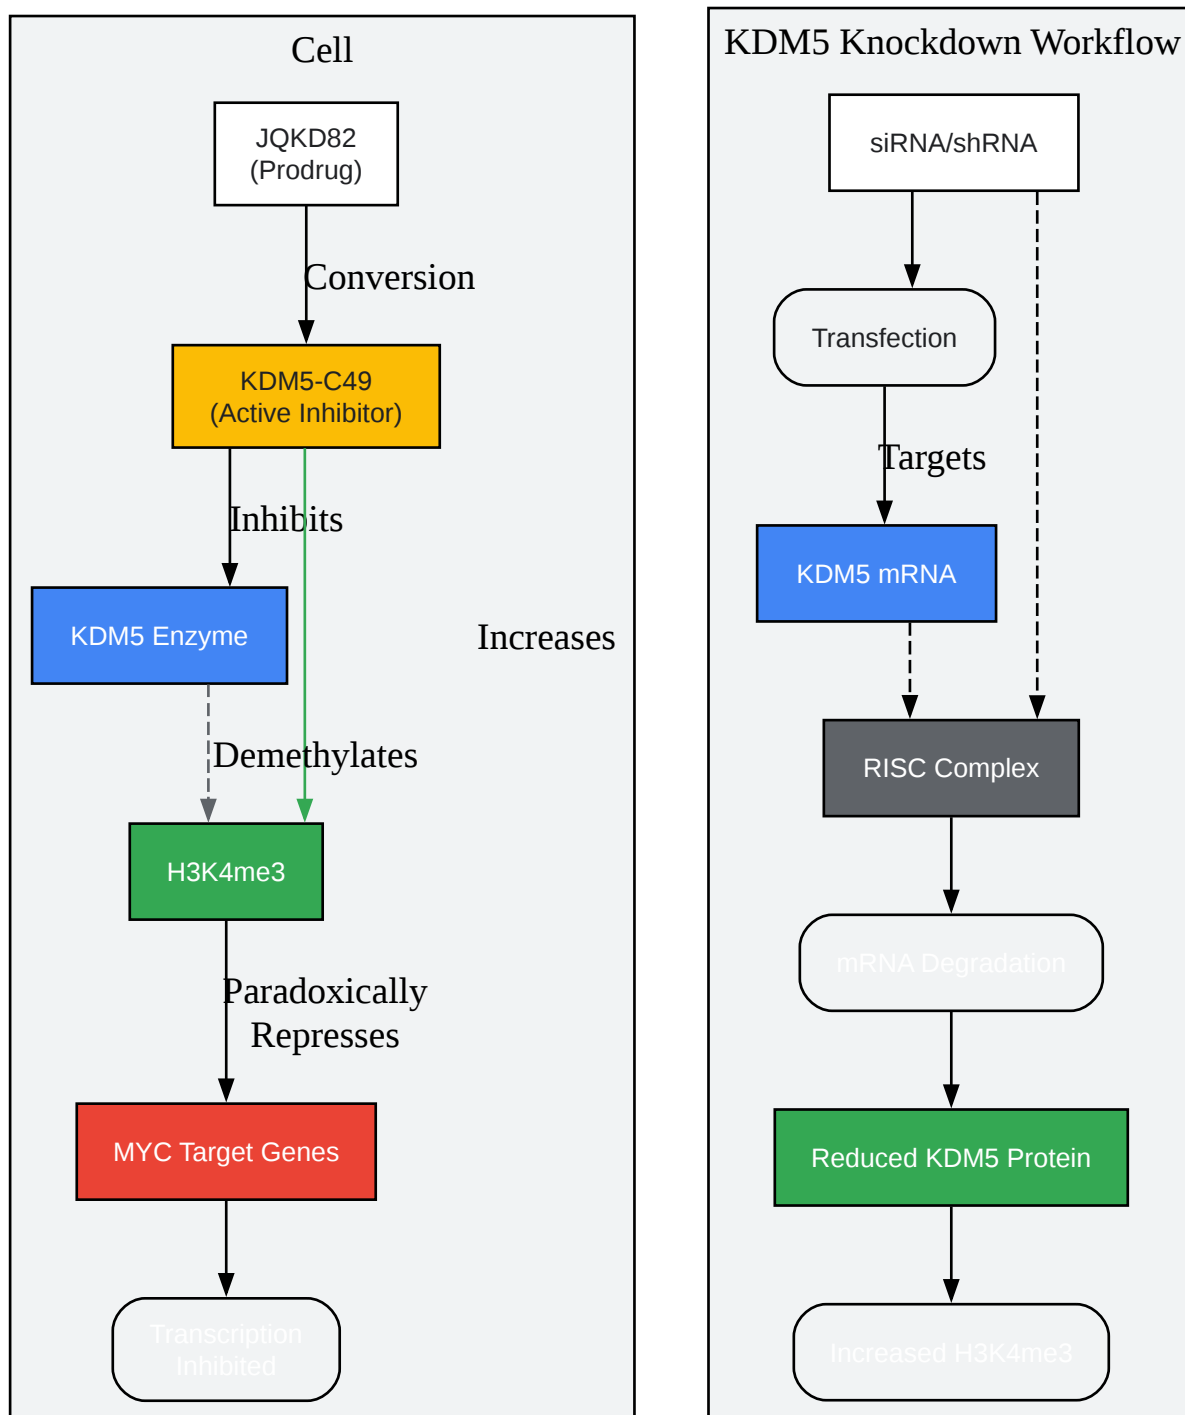 Cell
JQKD82
(Prodrug)
Conversion
KDM5-C49
(Active Inhibitor)
Inhibits
KDM5 Enzyme
Increases
Demethylates
H3K4me3
Paradoxically
Represses
MYC Target Genes
Transcription
Inhibited
KDM5 Knockdown Workflow
siRNA/shRNA
Transfection
Targets
KDM5 mRNA
RISC Complex
mRNA Degradation
Reduced KDM5 Protein
Increased H3K4me3